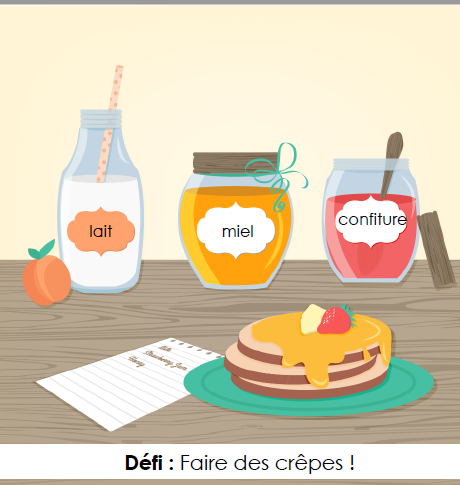 lait
miel
confiture
Milk
Strawberry Jam
Honey
Défi : Faire des crêpes !